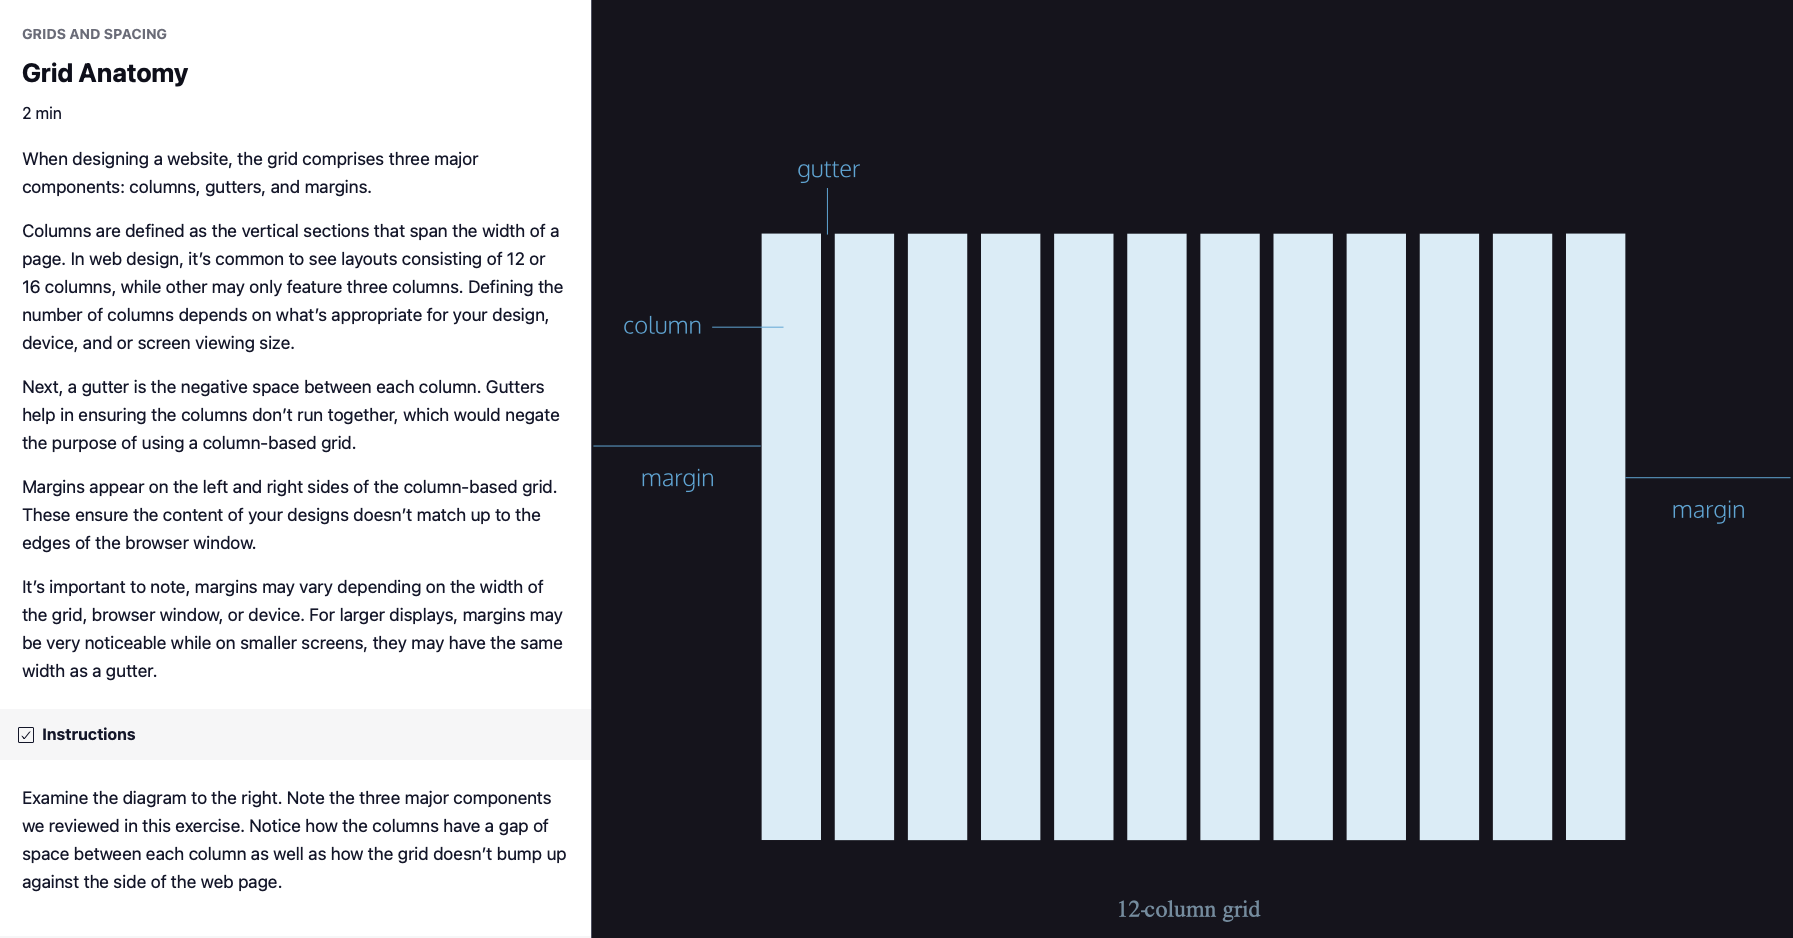 GRIDS AND SPACING
Grid Anatomy
2 min
When designing a website, the grid comprises three major
components: columns, gutters, and margins.
Columns are defined as the vertical sections that span the width of a
page. In web design, it’s common to see layouts consisting of 12 or
16 columns, while other may only feature three columns. Defining the
number of columns depends on what’s appropriate for your design,
device, and or screen viewing size.
Next, a gutter is the negative space between each column. Gutters
help in ensuring the columns don’t run together, which would negate
the purpose of using a column-based grid.
Margins appear on the left and right sides of the column-based grid.
These ensure the content of your designs doesn’t match up to the
edges of the browser window.
It’s important to note, margins may vary depending on the width of
the grid, browser window, or device. For larger displays, margins may
be very noticeable while on smaller screens, they may have the same
width as a gutter.
Instructions
Examine the diagram to the right. Note the three major components
we reviewed in this exercise. Notice how the columns have a gap of
space between each column as well as how the grid doesn’t bump up
against the side of the web page.
gutter
column
margin
margin
12-column grid